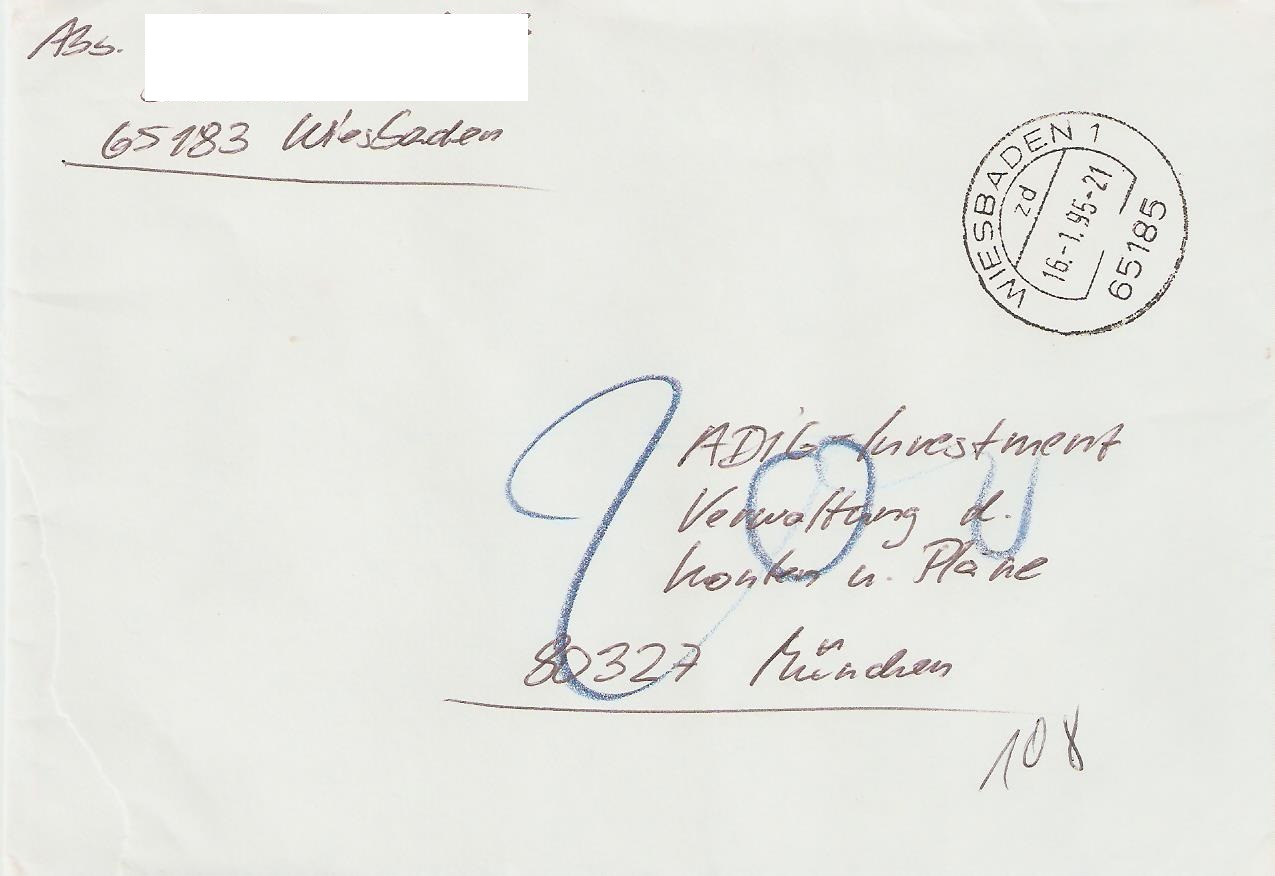 Abs.
65183 Wiesbaden
WIESBADEN 1
zd
16.-1.95-21
65185
ADIG-Investment
Verwaltung d.
Konten u. Pläne
80327 München
108